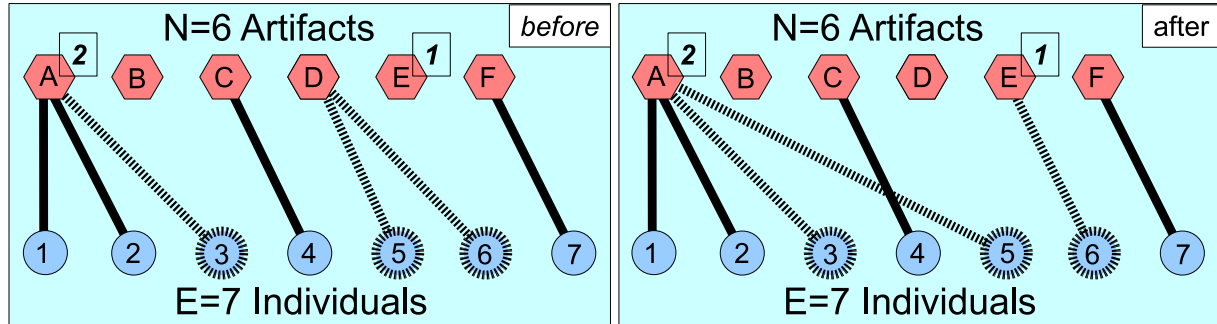 N=6 Artifacts
before
A 2 B C D E 1 F
1 2 3 4 5 6 7
E=7 Individuals
N=6 Artifacts
after
A 2 B C D E 1 F
1 2 3 4 5 6 7
E=7 Individuals